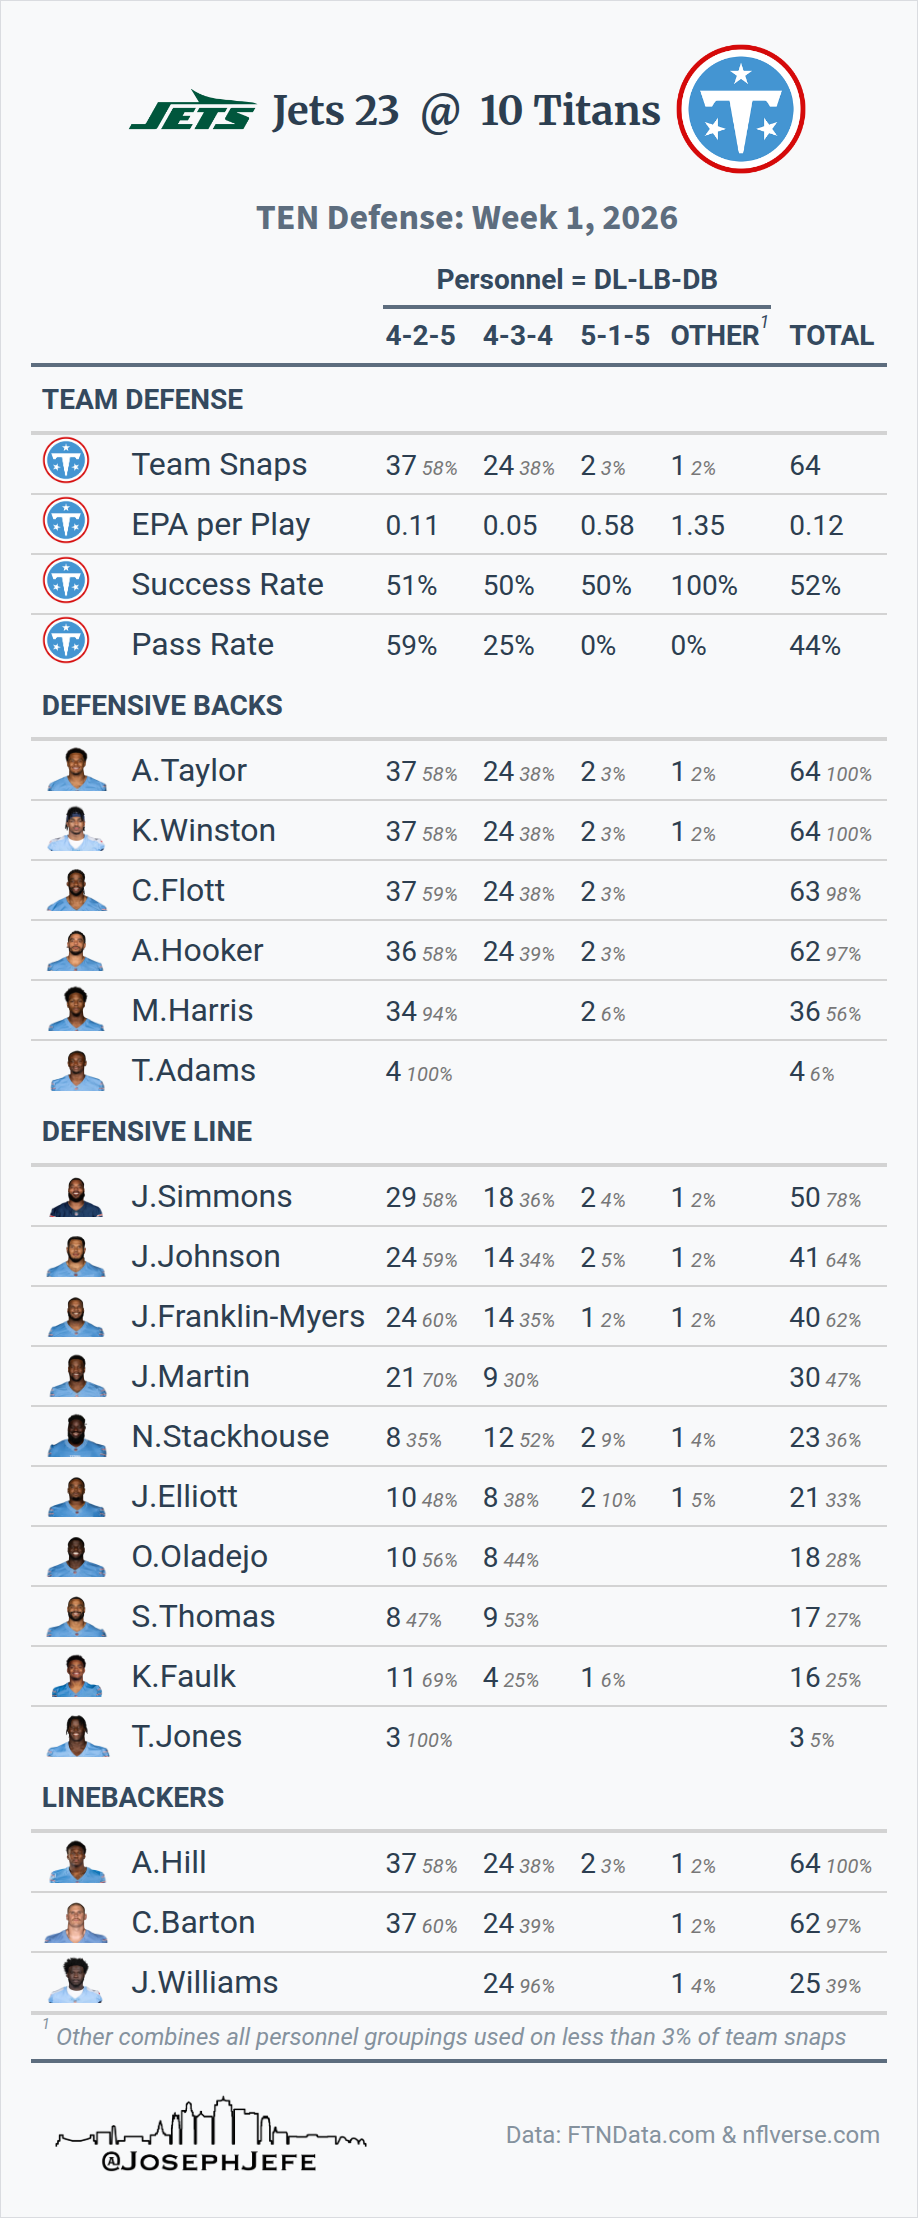 JETS Jets 23 @ 10 Titans T
TEN Defense: Week 1, 2026
Personnel = DL-LB-DB
4-2-5 4-3-4 5-1-5 OTHER1 TOTAL
TEAM DEFENSE
Team Snaps 37 58% 24 38% 2 3% 1 2% 64
EPA per Play 0.11 0.05 0.58 1.35 0.12
Success Rate 51% 50% 50% 100% 52%
Pass Rate 59% 25% 0% 0% 44%
DEFENSIVE BACKS
A.Taylor 37 58% 24 38% 2 3% 1 2% 64 100%
K.Winston 37 58% 24 38% 2 3% 1 2% 64 100%
C.Flott 37 59% 24 38% 2 3% 63 98%
A.Hooker 36 58% 24 39% 2 3% 62 97%
M.Harris 34 94% 2 6% 36 56%
T.Adams 4 100% 4 6%
DEFENSIVE LINE
J.Simmons 29 58% 18 36% 2 4% 1 2% 50 78%
J.Johnson 24 59% 14 34% 2 5% 1 2% 41 64%
J.Franklin-Myers 24 60% 14 35% 1 2% 1 2% 40 62%
J.Martin 21 70% 9 30% 30 47%
N.Stackhouse 8 35% 12 52% 2 9% 1 4% 23 36%
J.Elliott 10 48% 8 38% 2 10% 1 5% 21 33%
O.Oladejo 10 56% 8 44% 18 28%
S.Thomas 8 47% 9 53% 17 27%
K.Faulk 11 69% 4 25% 1 6% 16 25%
T.Jones 3 100% 3 5%
LINEBACKERS
A.Hill 37 58% 24 38% 2 3% 1 2% 64 100%
C.Barton 37 60% 24 39% 1 2% 62 97%
J.Williams 24 96% 1 4% 25 39%
1 Other combines all personnel groupings used on less than 3% of team snaps
@JosephJefe
Data: FTNData.com & nflverse.com